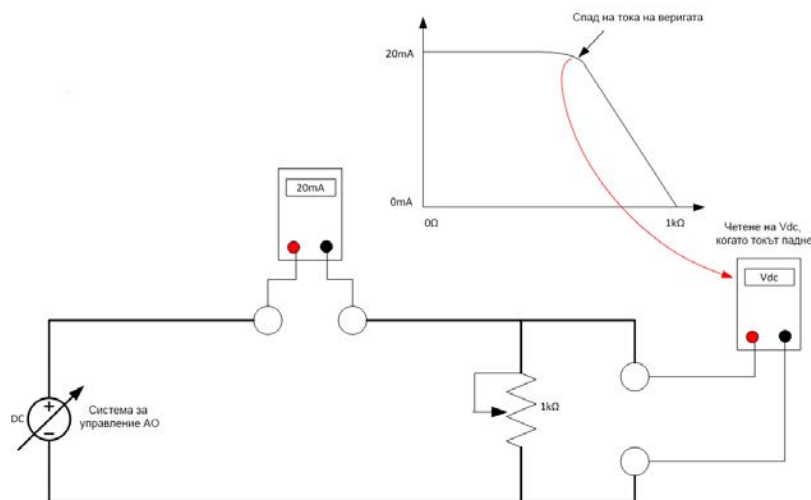 Спад на тока на веригата
20mA
0mA
0Ω
1kΩ
20mA
Четене на Vdc,
когато токът падне
Vdc
+
−
DC
Система за
управление АО
1kΩ